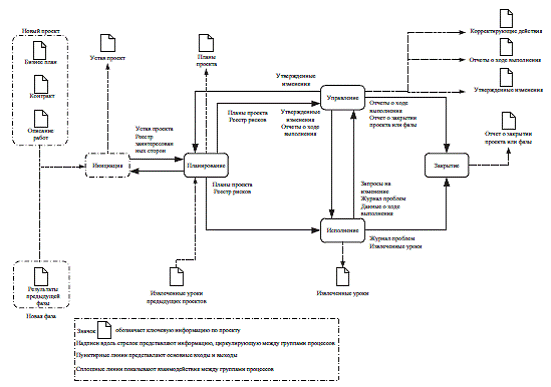 Новый проект
Бизнес план
Контракт
Описание
работ
Устав проект
Планы
проекта
Корректирующие действия
Отчеты о ходе выполнения
Утвержденные изменения
Утвержденные
изменения
Управление
Планы проекта
Реестр рисков
Утвержденные
изменения
Отчеты о ходе
выполнения
Отчеты о ходе
выполнения
Отчет о закрытии
проекта или фазы
Отчет о закрытии
проекта или фазы
Устав проекта
Реестр
заинтересован
ных сторон
Инициация
Планирование
Закрытие
Планы проекта
Реестр рисков
Запросы на
изменение
Журнал проблем
Данные о ходе
выполнения
Исполнение
Журнал проблем
Извлеченные уроки
Результаты
предыдущей
фазы
Новая фаза
Извлеченные уроки
предыдущих проектов
Извлеченные уроки
Значок обозначает ключевую информацию по проекту
Надписи вдоль стрелок представляют информацию, циркулирующую между группами процессов
Пунктирные линии представляют основные входы и выходы
Сплошные линии показывают взаимодействия между группами процессов